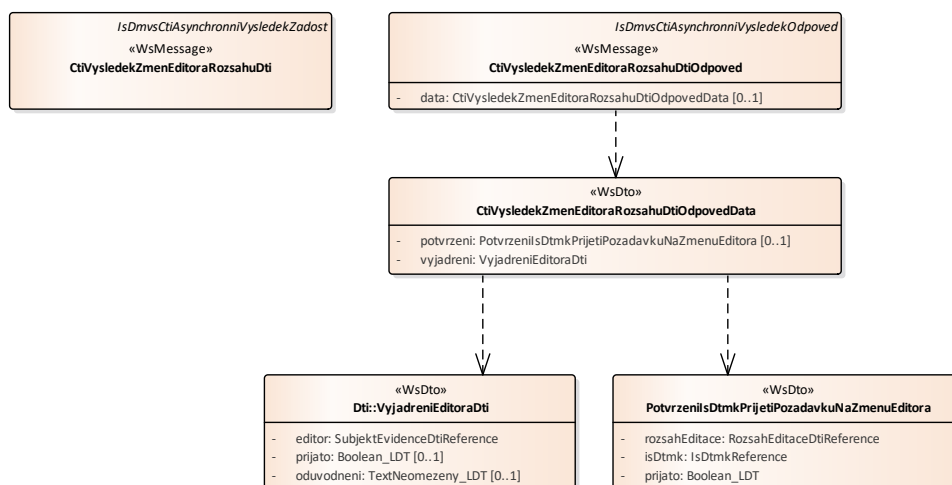 IsDmvsCtiAsynchronniVysledekZadost
«WsMessage»
CtiVysledekZmenEditoraRozsahuDti
IsDmvsCtiAsynchronniVysledekOdpoved
«WsMessage»
CtiVysledekZmenEditoraRozsahuDtiOdpoved
- data: CtiVysledekZmenEditoraRozsahuDtiOdpovedData [0..1]
«WsDto»
CtiVysledekZmenEditoraRozsahuDtiOdpovedData
- potvrzeni: PotvrzeniIsDtmkPrijetiPozadavkuNaZmenuEditora [0..1]
- vyjadreni: VyjadreniEditoraDti
«WsDto»
Dti::VyjadreniEditoraDti
- editor: SubjektEvidenceDtiReference
- prijato: Boolean_LDT [0..1]
- oduvodneni: TextNeomezeny_LDT [0..1]
«WsDto»
PotvrzeniIsDtmkPrijetiPozadavkuNaZmenuEditora
- rozsahEditace: RozsahEditaceDtiReference
- isDtmk: IsDtmkReference
- prijato: Boolean_LDT